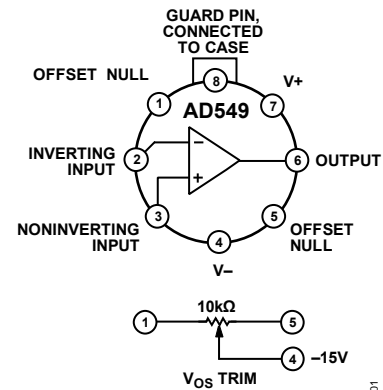 GUARD PIN,
CONNECTED
TO CASE
OFFSET NULL
8
V+
1
AD549
7
INVERTING
INPUT
2
–
6
OUTPUT
+
NONINVERTING
INPUT
3
5
OFFSET
NULL
4
V–
10kΩ
1
5
4
–15V
VOS TRIM